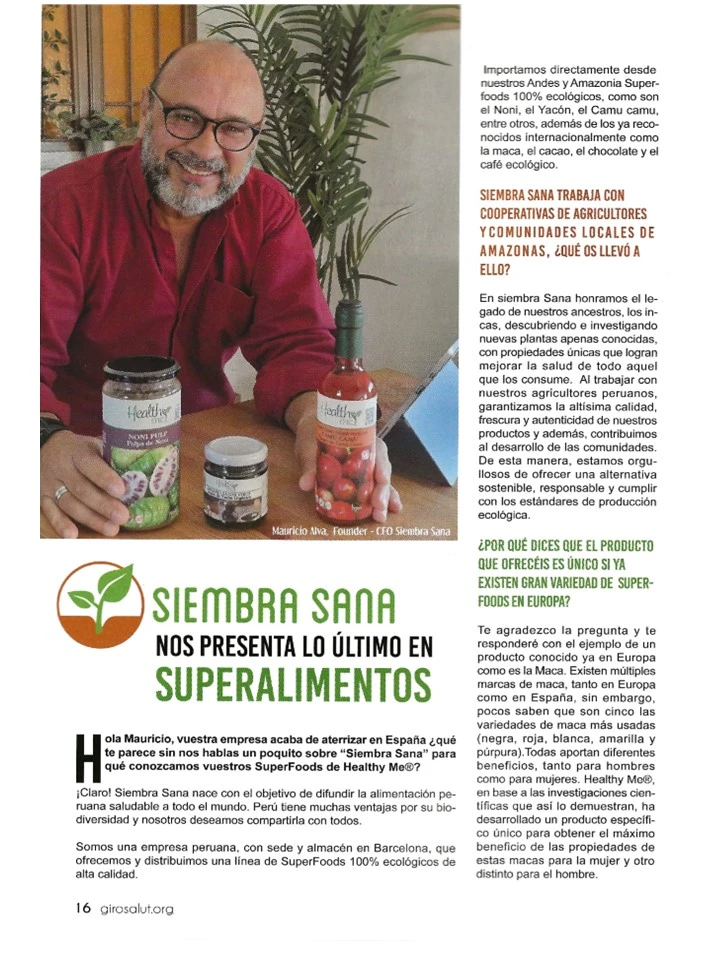 Healthy
me!
NONI PULP
Pulpa de Noni
Healthy
me!
Healthy
me!
CAMU CAMU
Mauricio Alva, Founder - CEO Siembra Sana
SIEMBRA SANA
NOS PRESENTA LO ÚLTIMO EN
SUPERALIMENTOS
Hola Mauricio, vuestra empresa acaba de aterrizar en España ¿qué
te parece sin nos hablas un poquito sobre “Siembra Sana” para
qué conozcamos vuestros SuperFoods de Healthy Me®?
¡Claro! Siembra Sana nace con el objetivo de difundir la alimentación pe-
ruana saludable a todo el mundo. Perú tiene muchas ventajas por su bio-
diversidad y nosotros deseamos compartirla con todos.
Somos una empresa peruana, con sede y almacén en Barcelona, que
ofrecemos y distribuimos una línea de SuperFoods 100% ecológicos de
alta calidad.
Importamos directamente desde
nuestros Andes y Amazonia Super-
foods 100% ecológicos, como son
el Noni, el Yacón, el Camu camu,
entre otros, además de los ya reco-
nocidos internacionalmente como
la maca, el cacao, el chocolate y el
café ecológico.
SIEMBRA SANA TRABAJA CON
COOPERATIVAS DE AGRICULTORES
Y COMUNIDADES LOCALES DE
AMAZONAS, ¿QUÉ OS LLEVÓ A
ELLO?
En siembra Sana honramos el le-
gado de nuestros ancestros, los in-
cas, descubriendo e investigando
nuevas plantas apenas conocidas,
con propiedades únicas que logran
mejorar la salud de todo aquel
que los consume. Al trabajar con
nuestros agricultores peruanos,
garantizamos la altísima calidad,
frescura y autenticidad de nuestros
productos y además, contribuimos
al desarrollo de las comunidades.
De esta manera, estamos orgu-
llosos de ofrecer una alternativa
sostenible, responsable y cumplir
con los estándares de producción
ecológica.
¿POR QUÉ DICES QUE EL PRODUCTO
QUE OFRECÉIS ES ÚNICO SI YA
EXISTEN GRAN VARIEDAD DE SUPER-
FOODS EN EUROPA?
Te agradezco la pregunta y te
responderé con el ejemplo de un
producto conocido ya en Europa
como es la Maca. Existen múltiples
marcas de maca, tanto en Europa
como en España, sin embargo,
pocos saben que son cinco las
variedades de maca más usadas
(negra, roja, blanca, amarilla y
púrpura).Todas aportan diferentes
beneficios, tanto para hombres
como para mujeres. Healthy Me®,
en base a las investigaciones cien-
tíficas que así lo demuestran, ha
desarrollado un producto específi-
co único para obtener el máximo
beneficio de las propiedades de
estas macas para la mujer y otro
distinto para el hombre.
16 girosalut.org